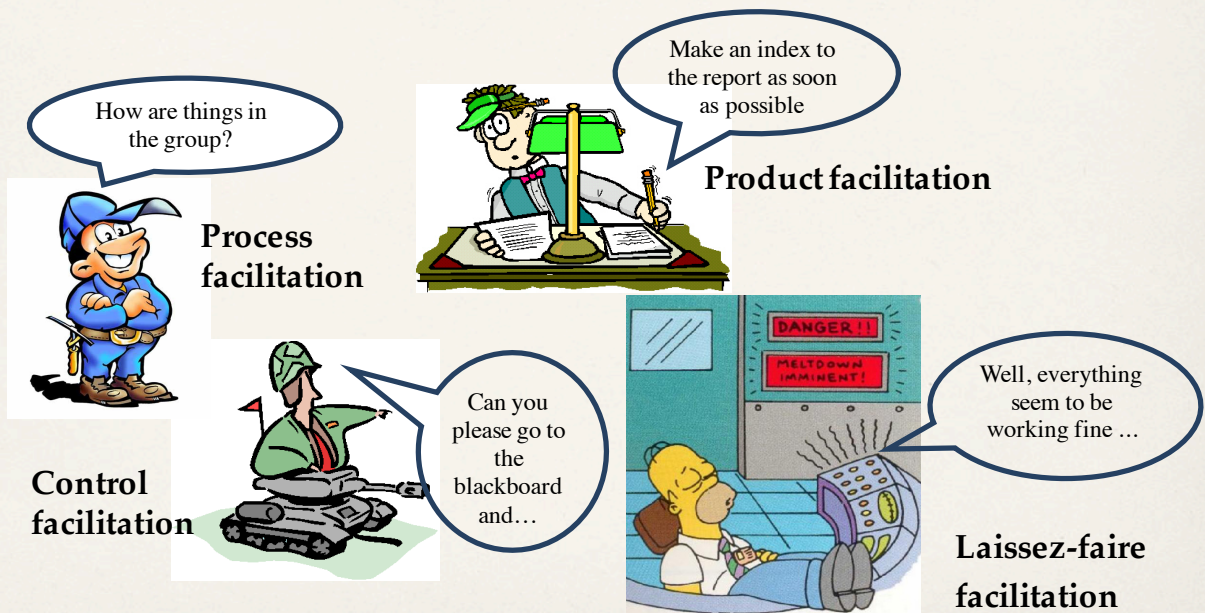 Make an index to
the report as soon
as possible
How are things in
the group?
Product facilitation
Process
facilitation
DANGER!!
MELTDOWN
IMMINENT!
Can you
please go to
the
blackboard
and…
Well, everything
seem to be
working fine …
Control
facilitation
Laissez-faire
facilitation